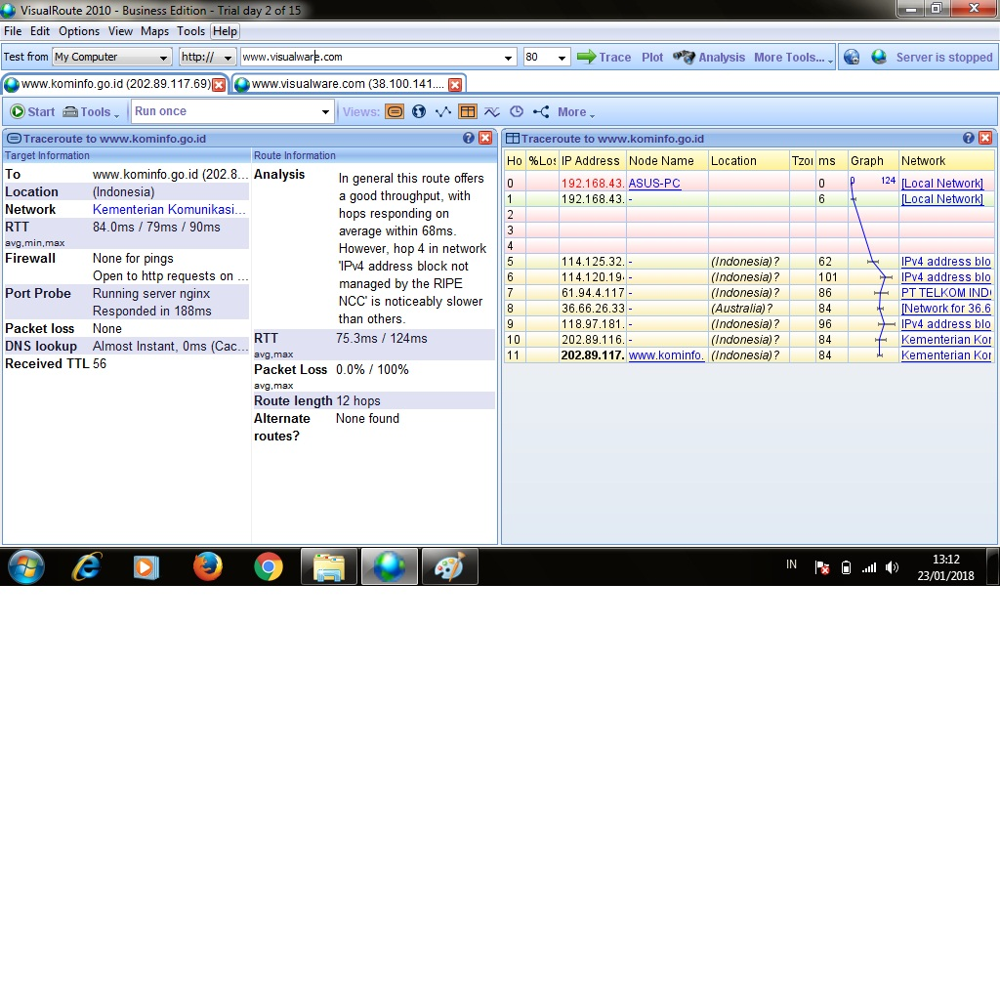 VisualRoute 2010 - Business Edition - Trial day 2 of 15
File Edit Options View Maps Tools Help
Test from My Computer http:// www.visualware.com 80 Trace Plot Analysis More Tools... Server is stopped
www.kominfo.go.id (202.89.117.69) www.visualware.com (38.100.141....
Start Tools Run once Views: More
Traceroute to www.kominfo.go.id
Target Information
To www.kominfo.go.id (202.8...
Location (Indonesia)
Network Kementerian Komunikasi...
RTT 84.0ms / 79ms / 90ms
avg,min,max
Firewall None for pings
Open to http requests on ...
Port Probe Running server nginx
Responded in 188ms
Packet loss None
DNS lookup Almost Instant, 0ms (Cac...
Received TTL 56
Route Information
Analysis In general this route offers
a good throughput, with
hops responding on
average within 68ms.
However, hop 4 in network
'IPv4 address block not
managed by the RIPE
NCC' is noticeably slower
than others.
RTT 75.3ms / 124ms
avg,max
Packet Loss 0.0% / 100%
avg,max
Route length 12 hops
Alternate None found
routes?
Traceroute to www.kominfo.go.id
Ho %Los IP Address Node Name Location Tzor ms Graph Network
0 192.168.43. ASUS-PC 0 0 124 [Local Network]
1 192.168.43. - 6 [Local Network]
2
3
4
5 114.125.32. - (Indonesia)? 62 IPv4 address blo
6 114.120.19 - (Indonesia)? 101 IPv4 address blo
7 61.94.4.117 - (Indonesia)? 86 PT TELKOM INDO
8 36.66.26.33 - (Australia)? 84 [Network for 36.6
9 118.97.181. - (Indonesia)? 96 IPv4 address blo
10 202.89.116. - (Indonesia)? 84 Kementerian Kor
11 202.89.117. www.kominfo. (Indonesia)? 84 Kementerian Kor
IN 13:12
23/01/2018